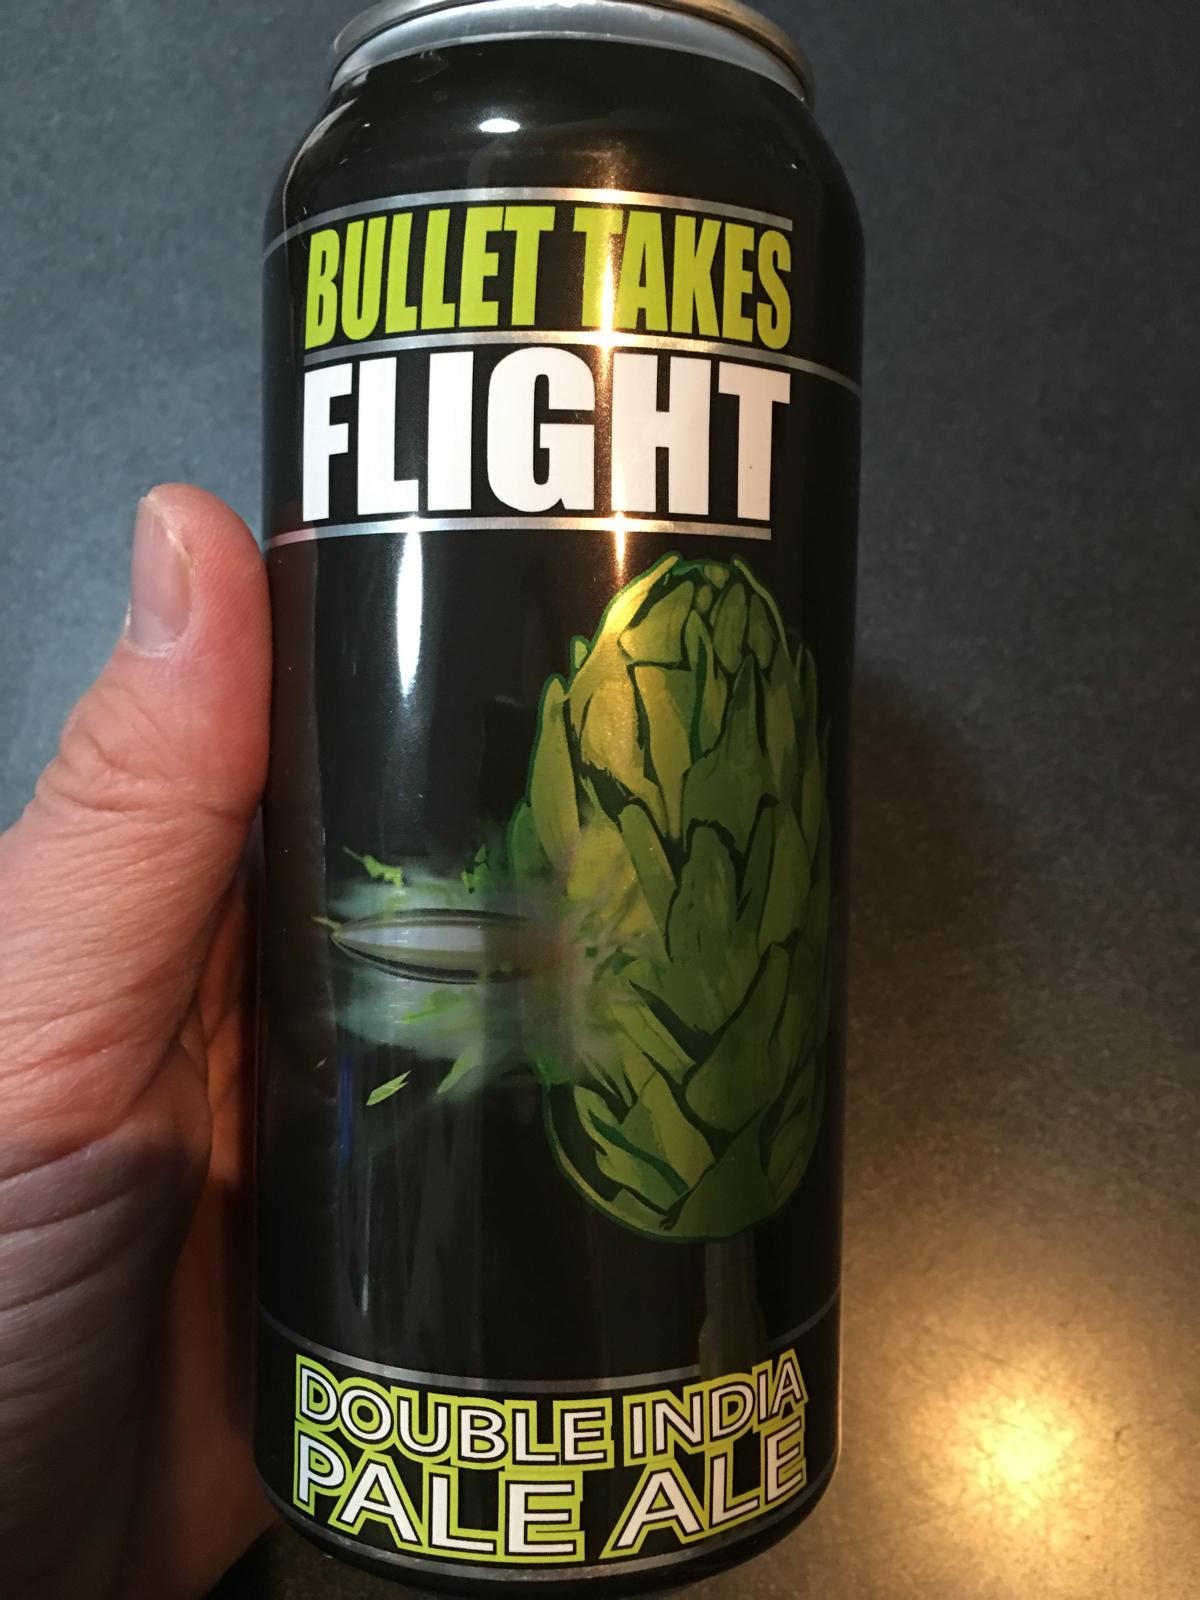 BULLET TAKES
FLIGHT
DOUBLE INDIA
PALE ALE